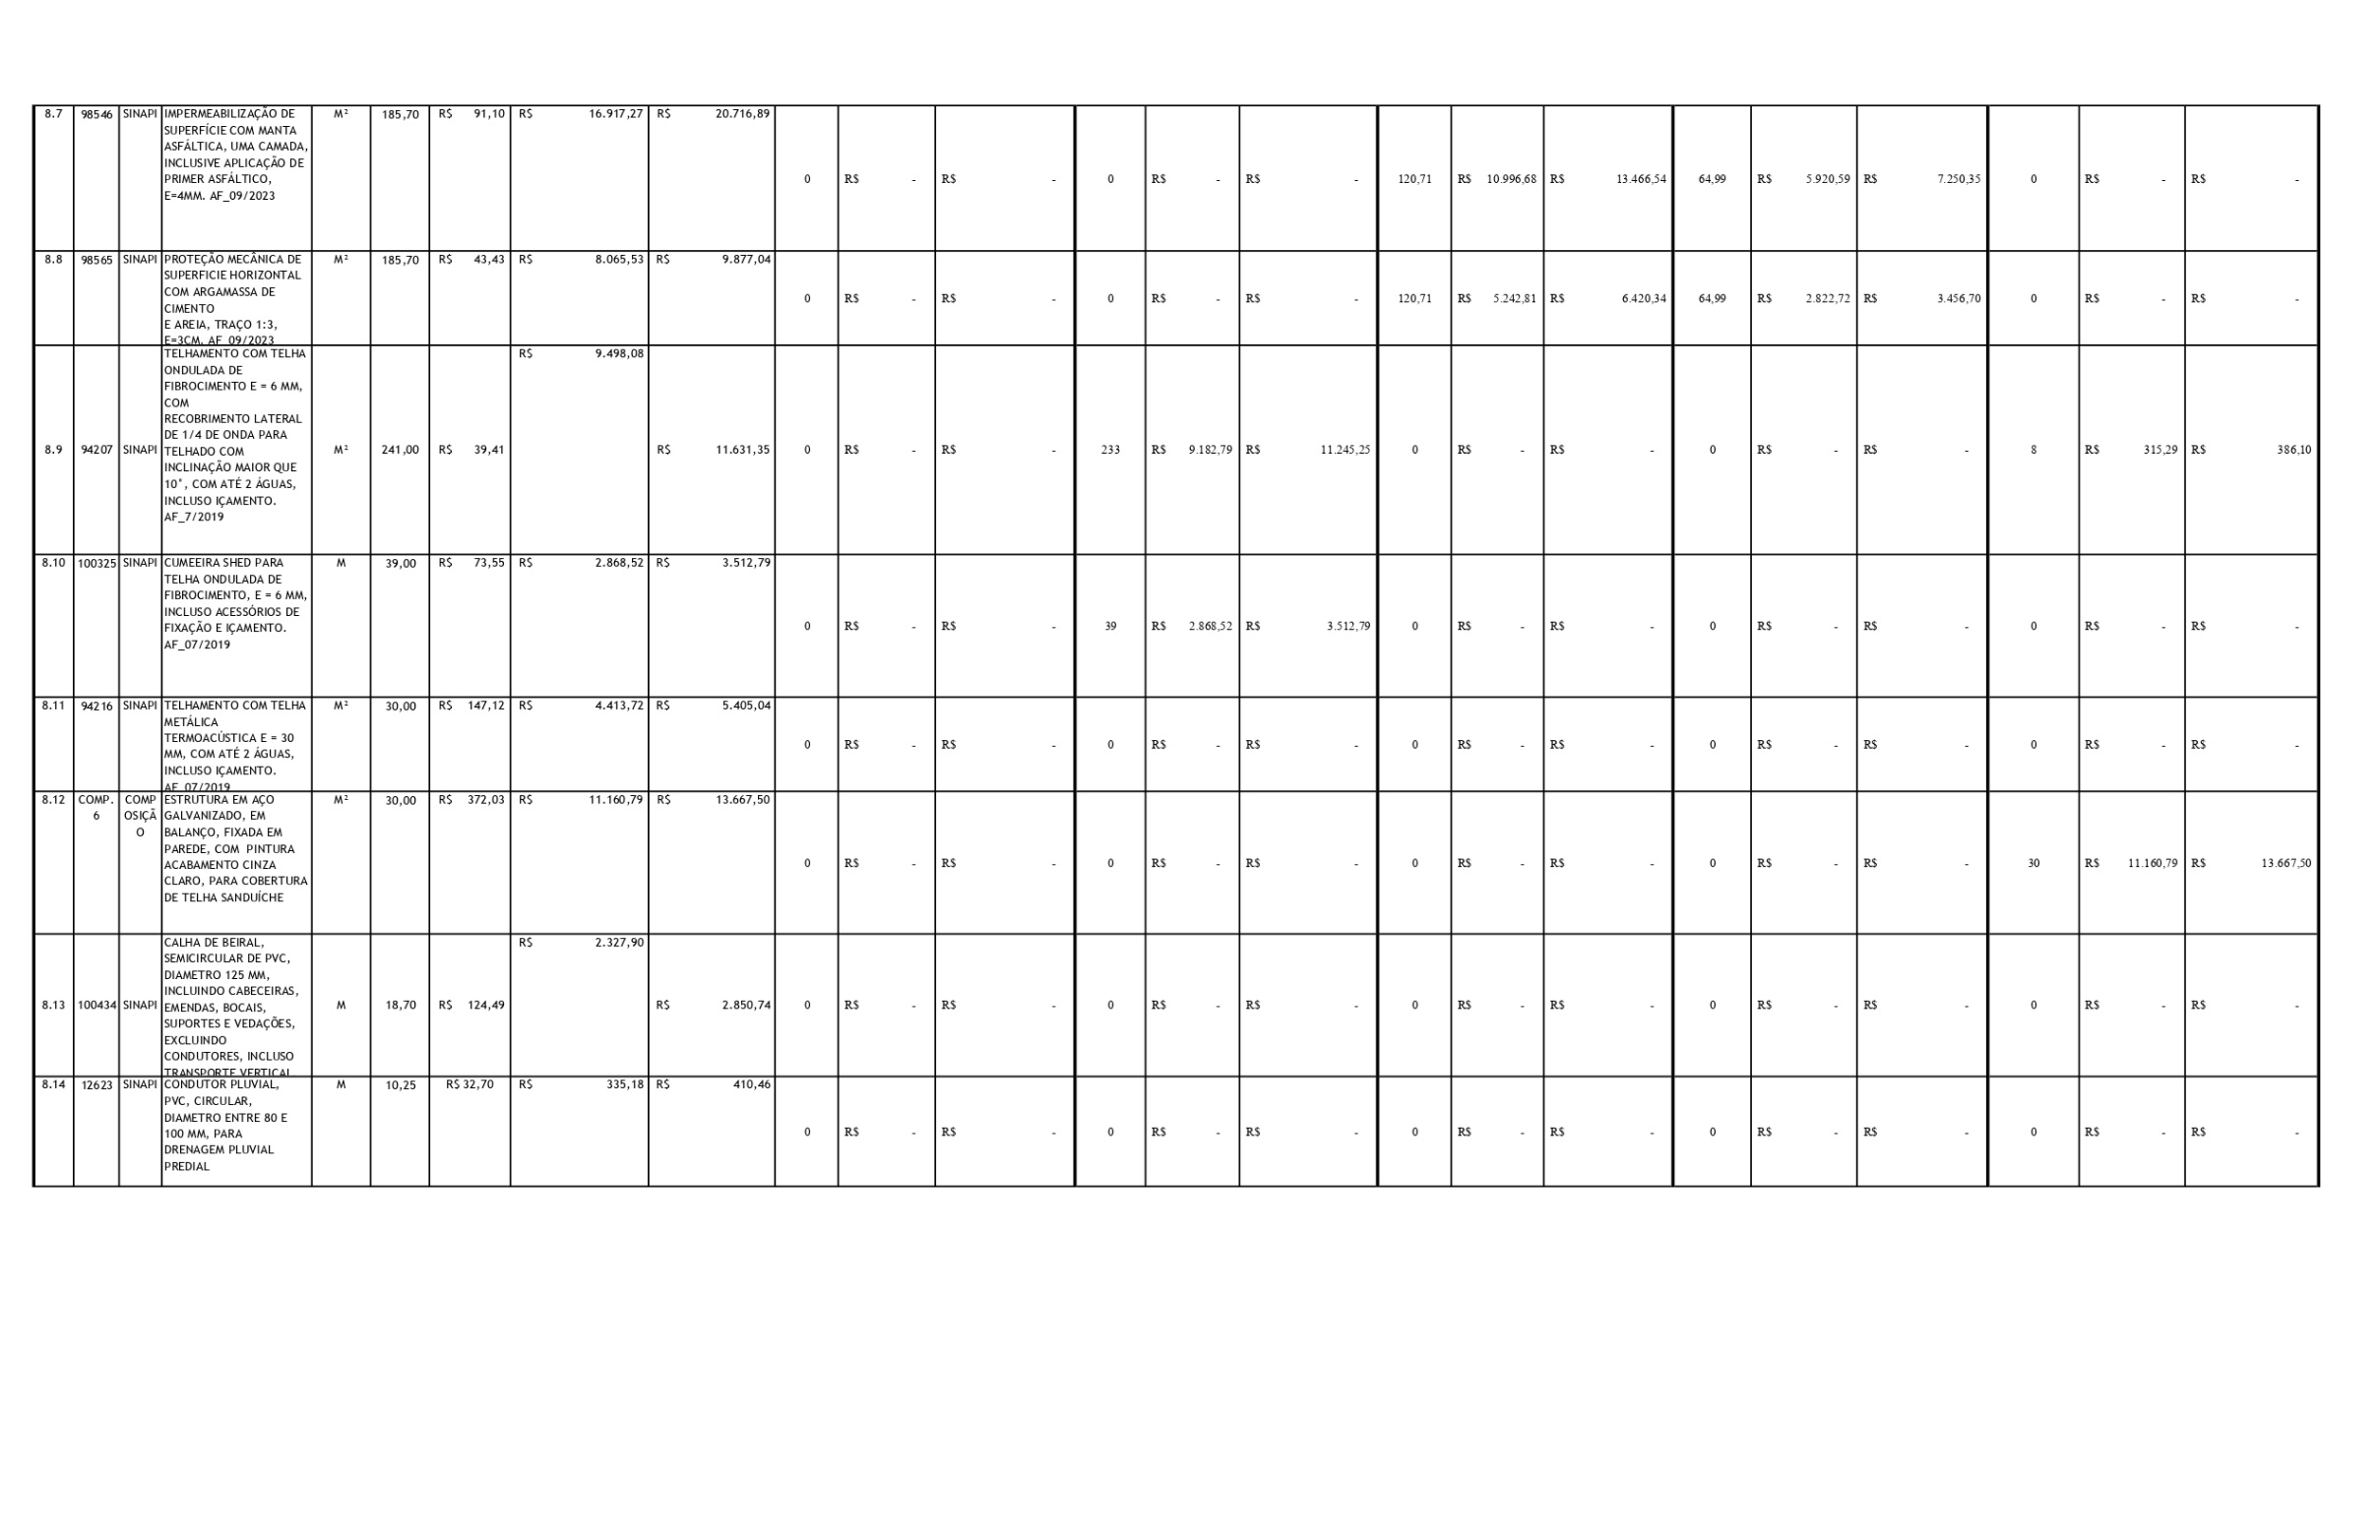 8.7 98546 SINAPI IMPERMEABILIZAÇÃO DE M² 185,70 R$ 91,10 R$ 16.917,27 R$ 20.716,89
SUPERFÍCIE COM MANTA
ASFÁLTICA, UMA CAMADA,
INCLUSIVE APLICAÇÃO DE
PRIMER ASFÁLTICO, 0 R$ - R$ - 0 R$ - R$ - 120,71 R$ 10.996,68 R$ 13.466,54 64,99 R$ 5.920,59 R$ 7.250,35 0 R$ - R$ -
E=4MM. AF_09/2023
8.8 98565 SINAPI PROTEÇÃO MECÂNICA DE M² 185,70 R$ 43,43 R$ 8.065,53 R$ 9.877,04
SUPERFICIE HORIZONTAL
COM ARGAMASSA DE
CIMENTO 0 R$ - R$ - 0 R$ - R$ - 120,71 R$ 5.242,81 R$ 6.420,34 64,99 R$ 2.822,72 R$ 3.456,70 0 R$ - R$ -
E AREIA, TRAÇO 1:3,
E=3CM. AF_09/2023
TELHAMENTO COM TELHA R$ 9.498,08
ONDULADA DE
FIBROCIMENTO E = 6 MM,
COM
RECOBRIMENTO LATERAL
DE 1/4 DE ONDA PARA
8.9 94207 SINAPI TELHADO COM M² 241,00 R$ 39,41 R$ 11.631,35 0 R$ - R$ - 233 R$ 9.182,79 R$ 11.245,25 0 R$ - R$ - 0 R$ - R$ - 8 R$ 315,29 R$ 386,10
INCLINAÇÃO MAIOR QUE
10°, COM ATÉ 2 ÁGUAS,
INCLUSO IÇAMENTO.
AF_7/2019
8.10 100325 SINAPI CUMEEIRA SHED PARA M 39,00 R$ 73,55 R$ 2.868,52 R$ 3.512,79
TELHA ONDULADA DE
FIBROCIMENTO, E = 6 MM,
INCLUSO ACESSÓRIOS DE
FIXAÇÃO E IÇAMENTO. 0 R$ - R$ - 39 R$ 2.868,52 R$ 3.512,79 0 R$ - R$ - 0 R$ - R$ - 0 R$ - R$ -
AF_07/2019
8.11 94216 SINAPI TELHAMENTO COM TELHA M² 30,00 R$ 147,12 R$ 4.413,72 R$ 5.405,04
METÁLICA
TERMOACÚSTICA E = 30 0 R$ - R$ - 0 R$ - R$ - 0 R$ - R$ - 0 R$ - R$ - 0 R$ - R$ -
MM, COM ATÉ 2 ÁGUAS,
INCLUSO IÇAMENTO.
AF_07/2019
8.12 COMP. COMP ESTRUTURA EM AÇO M² 30,00 R$ 372,03 R$ 11.160,79 R$ 13.667,50
6 OSIÇÃ GALVANIZADO, EM
O BALANÇO, FIXADA EM
PAREDE, COM PINTURA
ACABAMENTO CINZA 0 R$ - R$ - 0 R$ - R$ - 0 R$ - R$ - 0 R$ - R$ - 30 R$ 11.160,79 R$ 13.667,50
CLARO, PARA COBERTURA
DE TELHA SANDUÍCHE
CALHA DE BEIRAL, R$ 2.327,90
SEMICIRCULAR DE PVC,
DIAMETRO 125 MM,
INCLUINDO CABECEIRAS,
8.13 100434 SINAPI EMENDAS, BOCAIS, M 18,70 R$ 124,49 R$ 2.850,74 0 R$ - R$ - 0 R$ - R$ - 0 R$ - R$ - 0 R$ - R$ - 0 R$ - R$ -
SUPORTES E VEDAÇÕES,
EXCLUINDO
CONDUTORES, INCLUSO
TRANSPORTE VERTICAL
8.14 12623 SINAPI CONDUTOR PLUVIAL, M 10,25 R$ 32,70 R$ 335,18 R$ 410,46
PVC, CIRCULAR,
DIAMETRO ENTRE 80 E
100 MM, PARA 0 R$ - R$ - 0 R$ - R$ - 0 R$ - R$ - 0 R$ - R$ - 0 R$ - R$ -
DRENAGEM PLUVIAL
PREDIAL